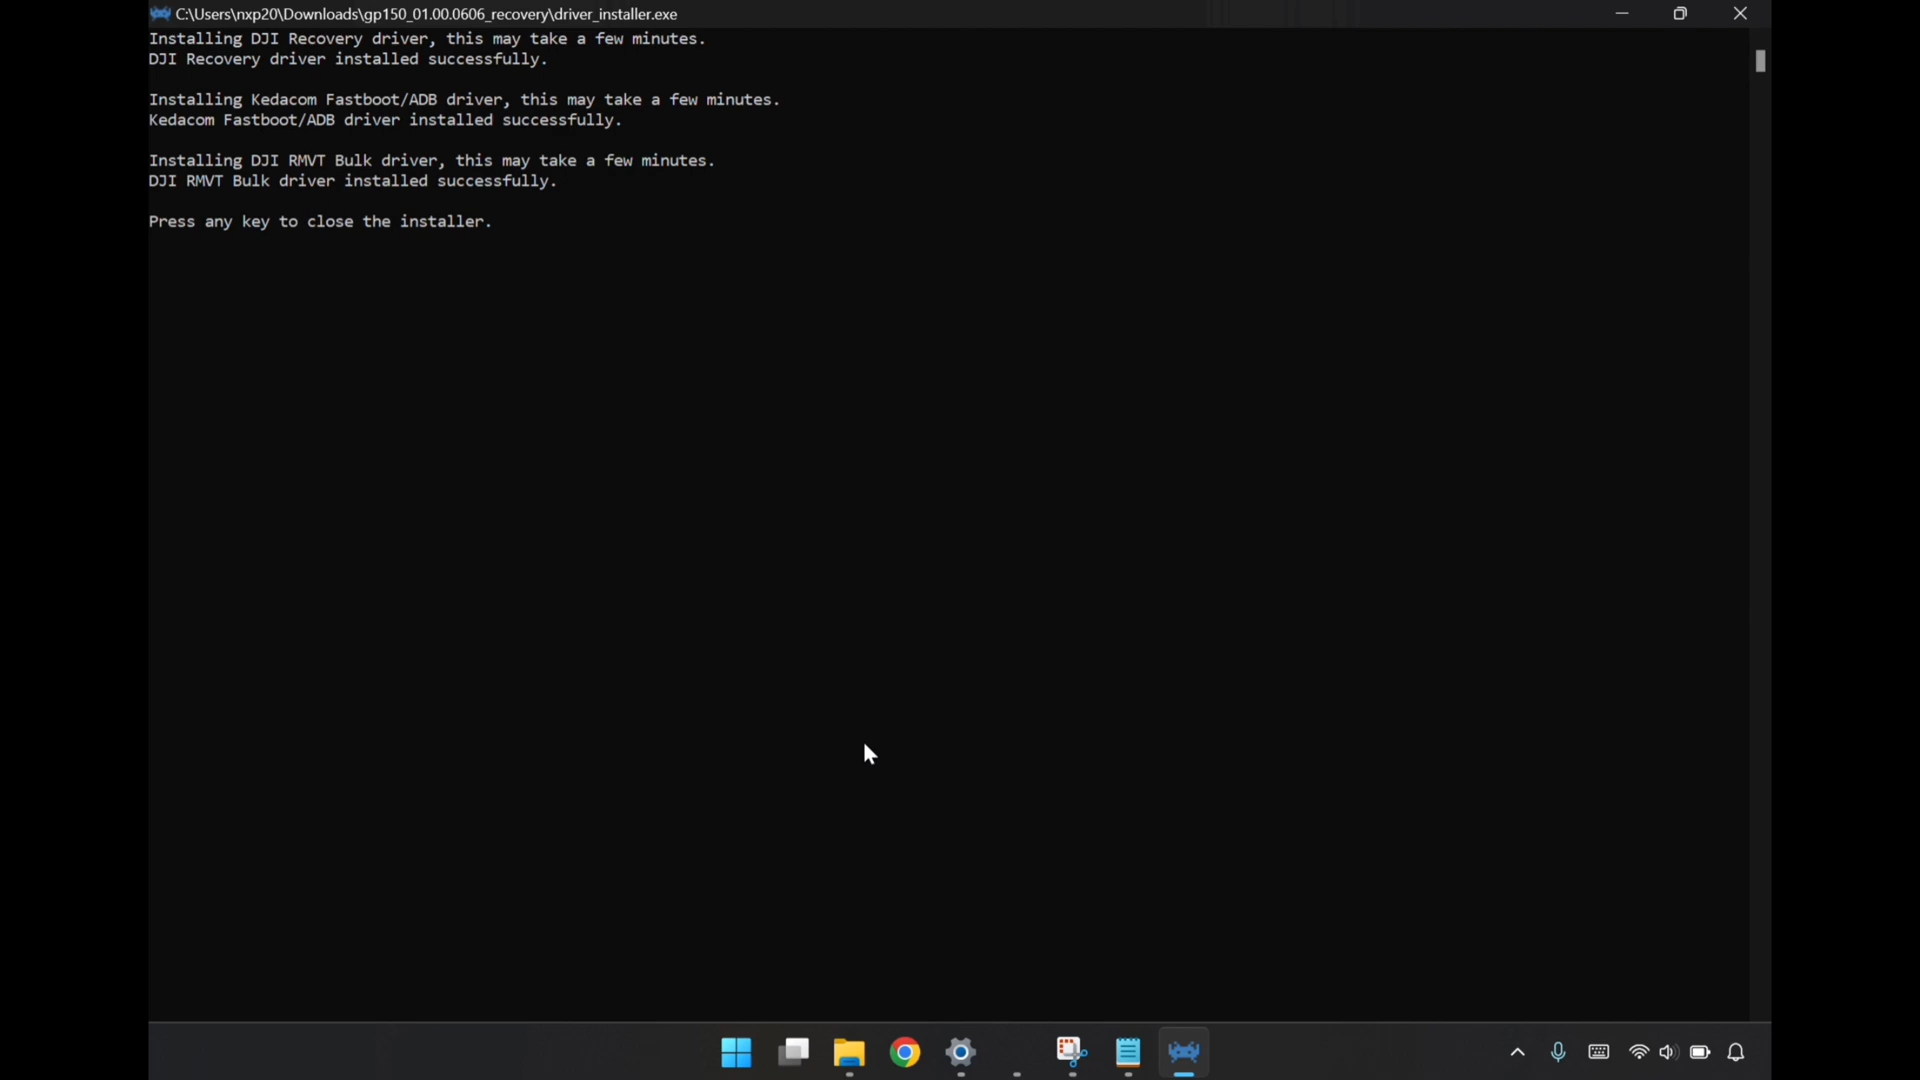 C:\Users\nxp20\Downloads\gp150_01.00.0606_recovery\driver_installer.exe
Installing DJI Recovery driver, this may take a few minutes.
DJI Recovery driver installed successfully.
Installing Kedacom Fastboot/ADB driver, this may take a few minutes.
Kedacom Fastboot/ADB driver installed successfully.
Installing DJI RMVT Bulk driver, this may take a few minutes.
DJI RMVT Bulk driver installed successfully.
Press any key to close the installer.